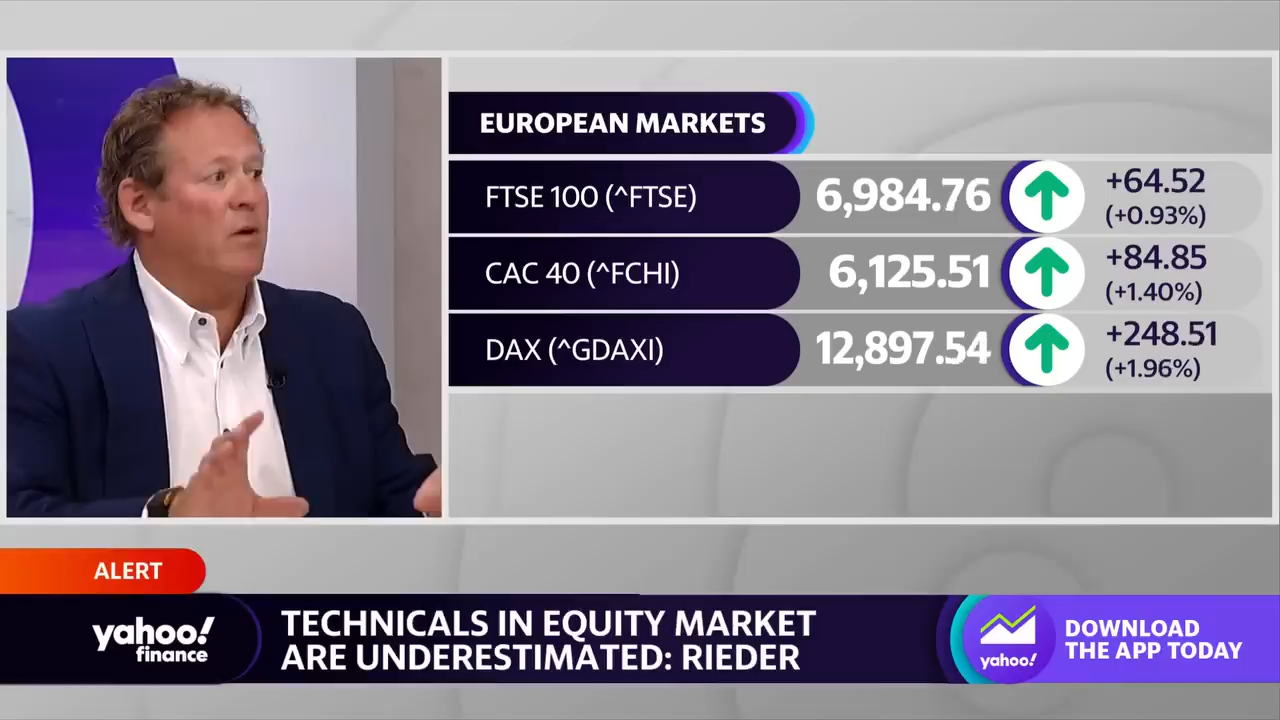 EUROPEAN MARKETS
FTSE 100 (^FTSE) 6,984.76 +64.52
(+0.93%)
CAC 40 (^FCHI) 6,125.51 +84.85
(+1.40%)
DAX (^GDAXI) 12,897.54 +248.51
(+1.96%)
ALERT
yahoo!
finance
TECHNICALS IN EQUITY MARKET
ARE UNDERESTIMATED: RIEDER
yahoo!
DOWNLOAD
THE APP TODAY